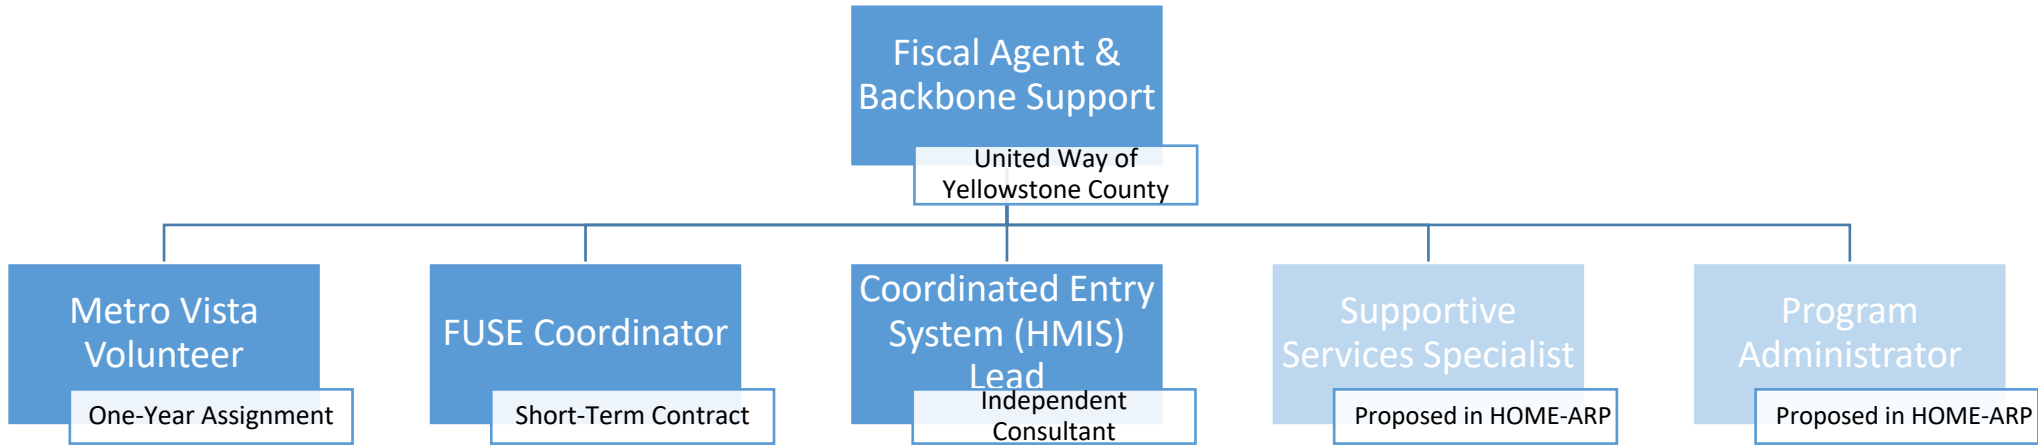 Fiscal Agent &
Backbone Support
United Way of
Yellowstone County
Metro Vista
Volunteer
One-Year Assignment
FUSE Coordinator
Short-Term Contract
Coordinated Entry
System (HMIS)
Lead
Independent
Consultant
Supportive
Services Specialist
Proposed in HOME-ARP
Program
Administrator
Proposed in HOME-ARP